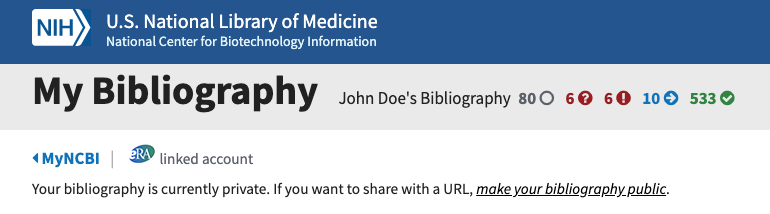 NIH U.S. National Library of Medicine
National Center for Biotechnology Information
My Bibliography John Doe's Bibliography 80 6 ? 6 ! 10 533
MyNCBI | eRA linked account
Your bibliography is currently private. If you want to share with a URL, make your bibliography public.